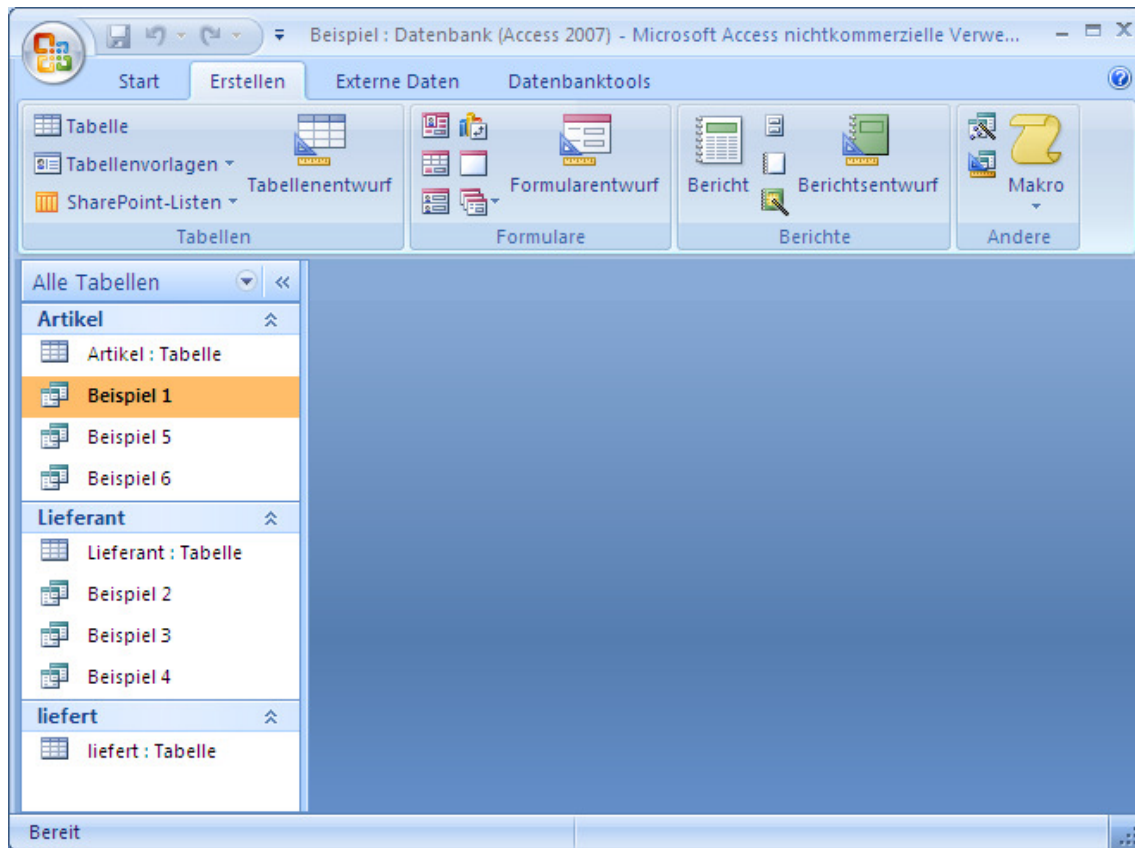 Beispiel : Datenbank (Access 2007) - Microsoft Access nichtkommerzielle Verwe...
Start Erstellen Externe Daten Datenbanktools
Tabelle
Tabellenvorlagen
SharePoint-Listen
Tabellenentwurf
Tabellen
Formularentwurf
Formulare
Bericht
Berichtsentwurf
Berichte
Makro
Andere
Alle Tabellen
Artikel
Artikel : Tabelle
Beispiel 1
Beispiel 5
Beispiel 6
Lieferant
Lieferant : Tabelle
Beispiel 2
Beispiel 3
Beispiel 4
liefert
liefert : Tabelle
Bereit